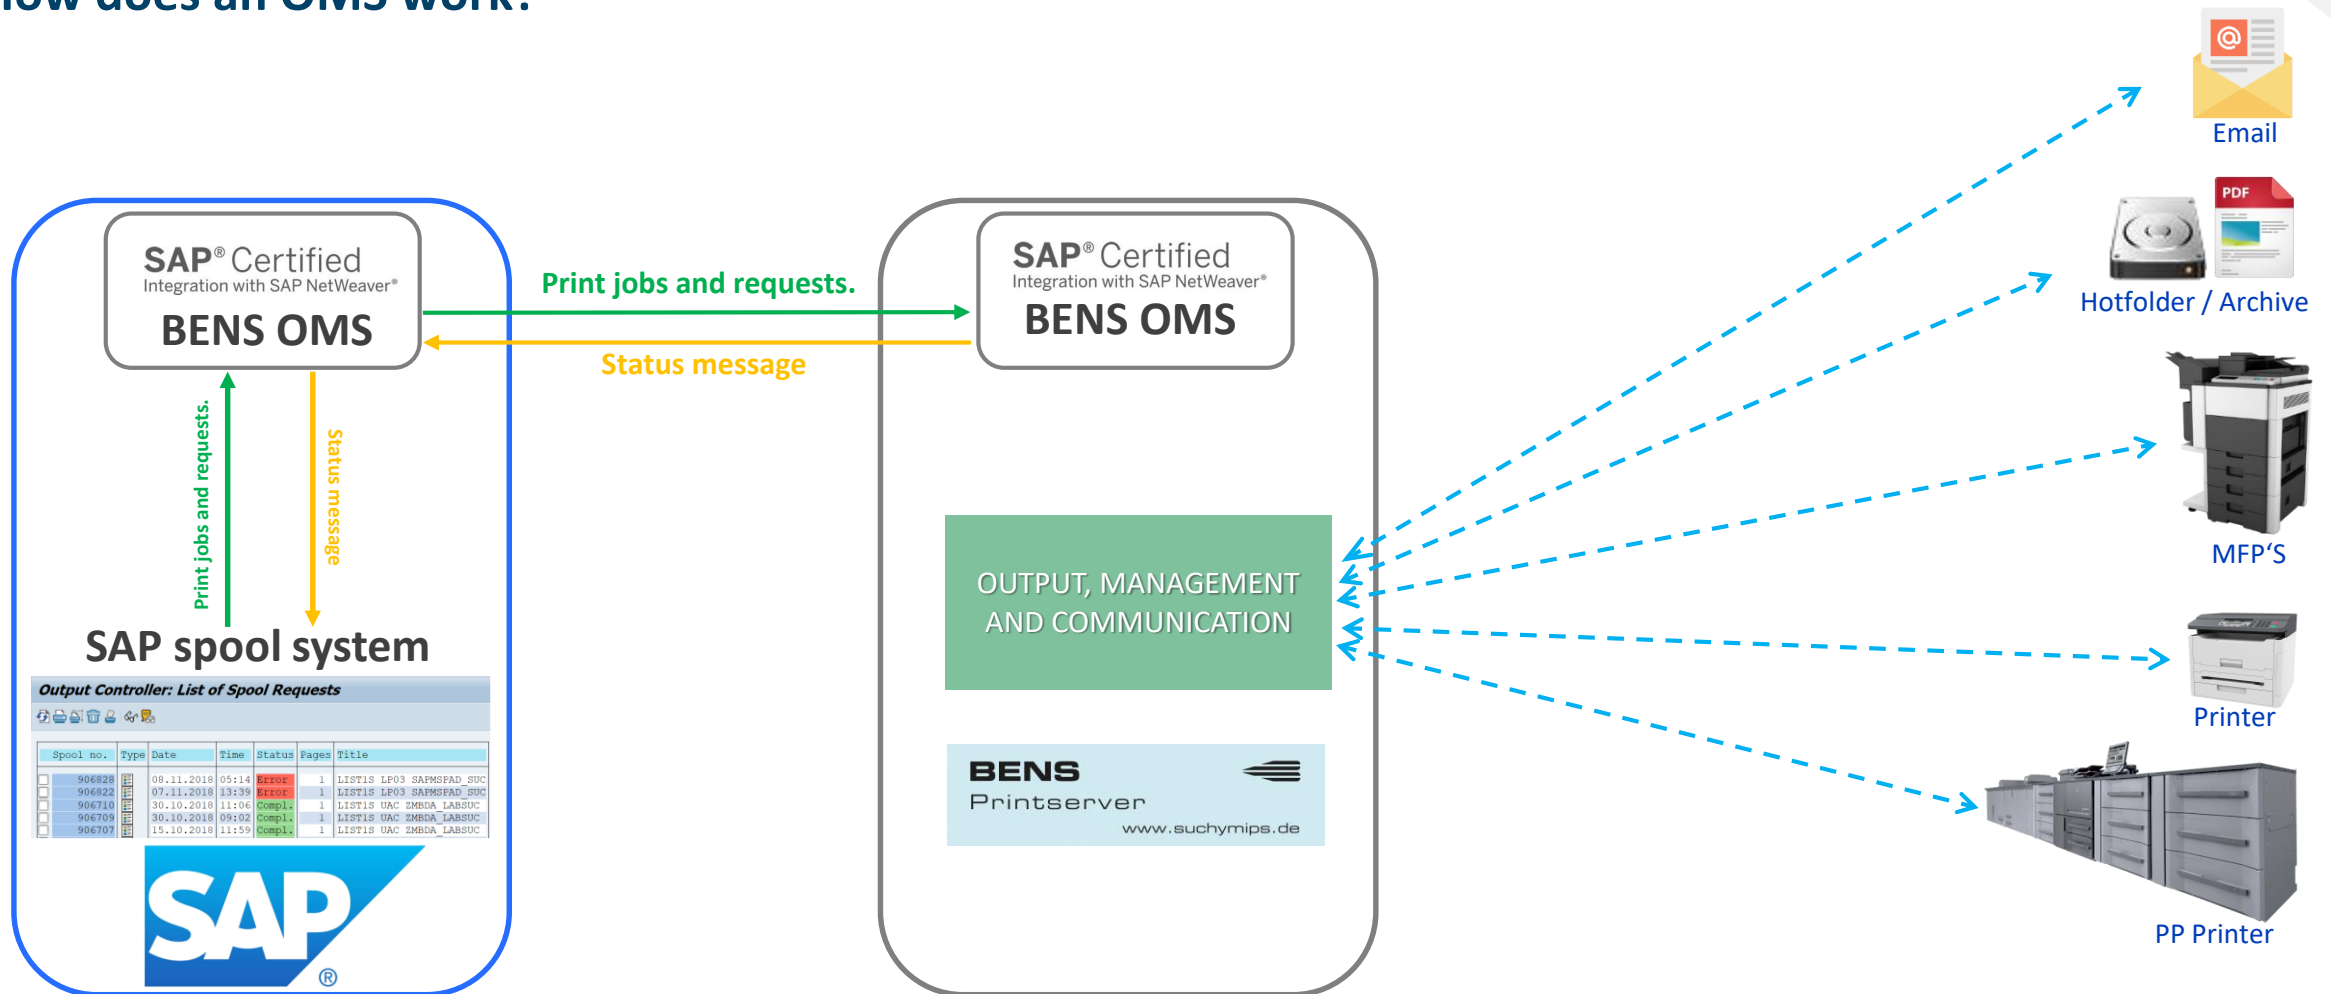 How does an OMS work?
SAP® Certified
Integration with SAP NetWeaver®
BENS OMS
Print jobs and requests.
Status message
SAP® Certified
Integration with SAP NetWeaver®
BENS OMS
Print jobs and requests.
Status message
SAP spool system
Output Controller: List of Spool Requests
Spool no. Type Date Time Status Pages Title
906828 08.11.2018 05:14 Error 1 LIST1S LP03 SAPMSPAD_SUC
906822 07.11.2018 13:39 Error 1 LIST1S LP03 SAPMSPAD_SUC
906710 30.10.2018 11:06 Compl. 1 LIST1S UAC ZMBDA_LABSUC
906709 30.10.2018 09:02 Compl. 1 LIST1S UAC ZMBDA_LABSUC
906707 15.10.2018 11:59 Compl. 1 LIST1S UAC ZMBDA_LABSUC
SAP
®
OUTPUT, MANAGEMENT
AND COMMUNICATION
BENS
Printserver
www.suchymips.de
@
Email
PDF
Hotfolder / Archive
MFP‘S
Printer
PP Printer